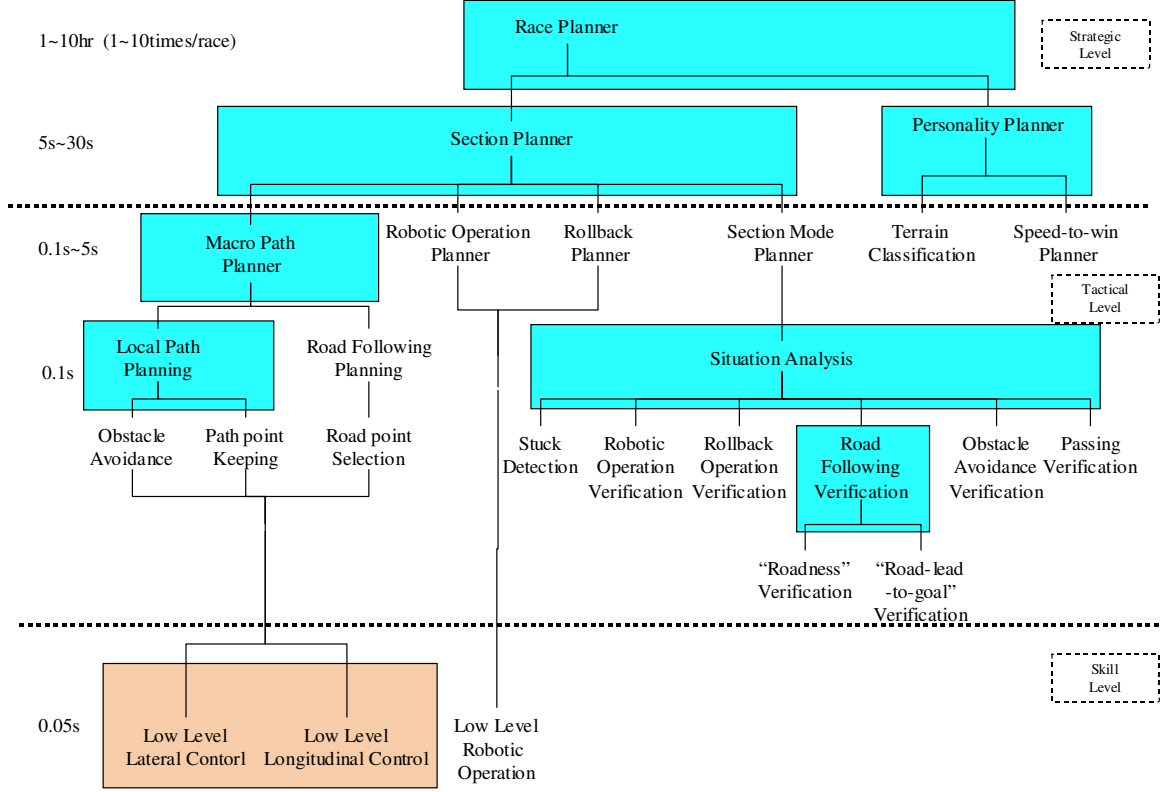 Race Planner
1~10hr (1~10times/race)
Strategic
Level
Personality Planner
Section Planner
5s~30s
Macro Path
Planner
Robotic Operation
Planner
Rollback
Planner
Section Mode
Planner
Terrain
Classification
Speed-to-win
Planner
0.1s~5s
Tactical
Level
Local Path
Planning
Road Following
Planning
Situation Analysis
0.1s
Obstacle
Avoidance
Path point
Keeping
Road point
Selection
Stuck
Detection
Robotic
Operation
Verification
Rollback
Operation
Verification
Road
Following
Verification
Obstacle
Avoidance
Verification
Passing
Verification
“Roadness”
Verification
“Road-lead
-to-goal”
Verification
Skill
Level
0.05s
Low Level
Lateral Contorl
Low Level
Longitudinal Control
Low Level
Robotic
Operation